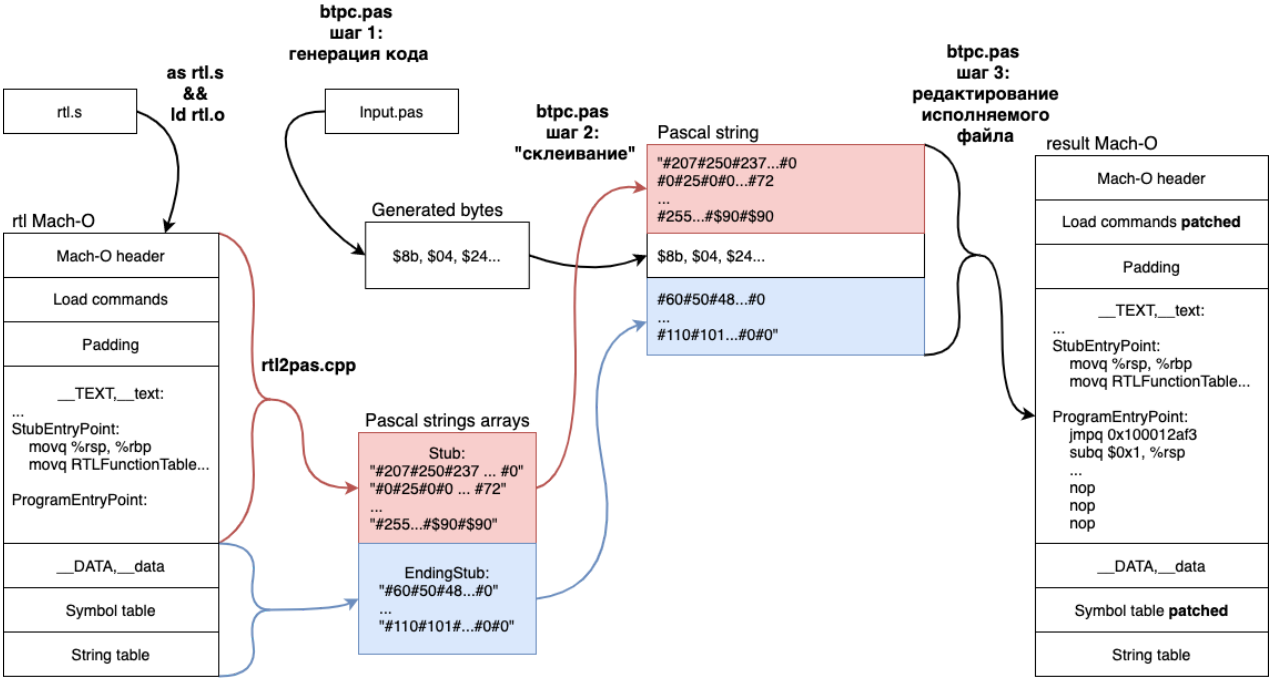 btpc.pas
шаг 1:
генерация кода
as rtl.s
&&
ld rtl.o
rtl.s
Input.pas
rtl Mach-O
Mach-O header
Load commands
Padding
__TEXT,__text:
...
StubEntryPoint:
movq %rsp, %rbp
movq RTLFunctionTable...
ProgramEntryPoint:
__DATA,__data
Symbol table
String table
Generated bytes
$8b, $04, $24...
rtl2pas.cpp
Pascal strings arrays
Stub:
"#207#250#237 ... #0"
"#0#25#0#0 ... #72"
...
"#255...#$90#$90"
EndingStub:
"#60#50#48...#0"
...
"#110#101#...#0#0"
btpc.pas
шаг 2:
"склеивание"
Pascal string
"#207#250#237...#0
#0#25#0#0...#72
...
#255...#$90#$90
$8b, $04, $24...
#60#50#48...#0
...
#110#101...#0#0"
btpc.pas
шаг 3:
редактирование
исполняемого
файла
result Mach-O
Mach-O header
Load commands patched
Padding
__TEXT,__text:
...
StubEntryPoint:
movq %rsp, %rbp
movq RTLFunctionTable...
ProgramEntryPoint:
jmpq 0x100012af3
subq $0x1, %rsp
...
nop
nop
nop
__DATA,__data
Symbol table patched
String table